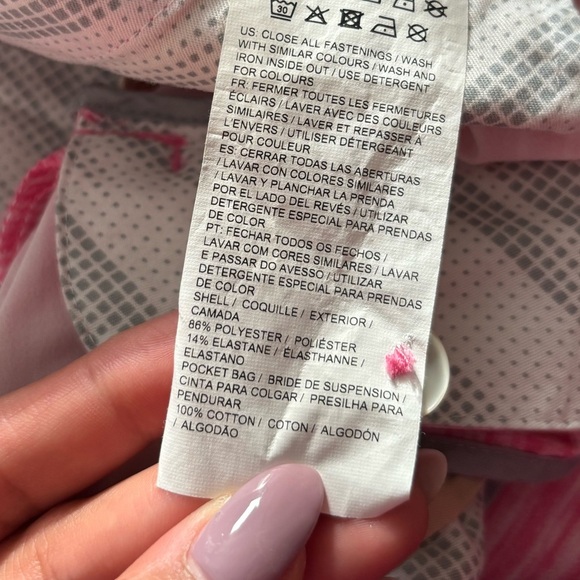 30
US: CLOSE ALL FASTENINGS / WASH
WITH SIMILAR COLOURS / WASH AND
IRON INSIDE OUT / USE DETERGENT
FOR COLOURS
FR: FERMER TOUTES LES FERMETURES
ÉCLAIRS / LAVER AVEC DES COULEURS
SIMILAIRES / LAVER ET REPASSER À
L'ENVERS / UTILISER DÉTERGEANT
POUR COULEUR
ES: CERRAR TODAS LAS ABERTURAS
/ LAVAR CON COLORES SIMILARES
/ LAVAR Y PLANCHAR LA PRENDA
POR EL LADO DEL REVÉS / UTILIZAR
DETERGENTE ESPECIAL PARA PRENDAS
DE COLOR
PT: FECHAR TODOS OS FECHOS /
LAVAR COM CORES SIMILARES / LAVAR
E PASSAR DO AVESSO / UTILIZAR
DETERGENTE ESPECIAL PARA PRENDAS
DE COLOR
SHELL / COQUILLE / EXTERIOR /
CAMADA
86% POLYESTER / POLIÉSTER
14% ELASTANE / ÉLASTHANNE /
ELASTANO
POCKET BAG / BRIDE DE SUSPENSION /
CINTA PARA COLGAR / PRESILHA PARA
PENDURAR
100% COTTON / COTON / ALGODÓN
/ ALGODÃO